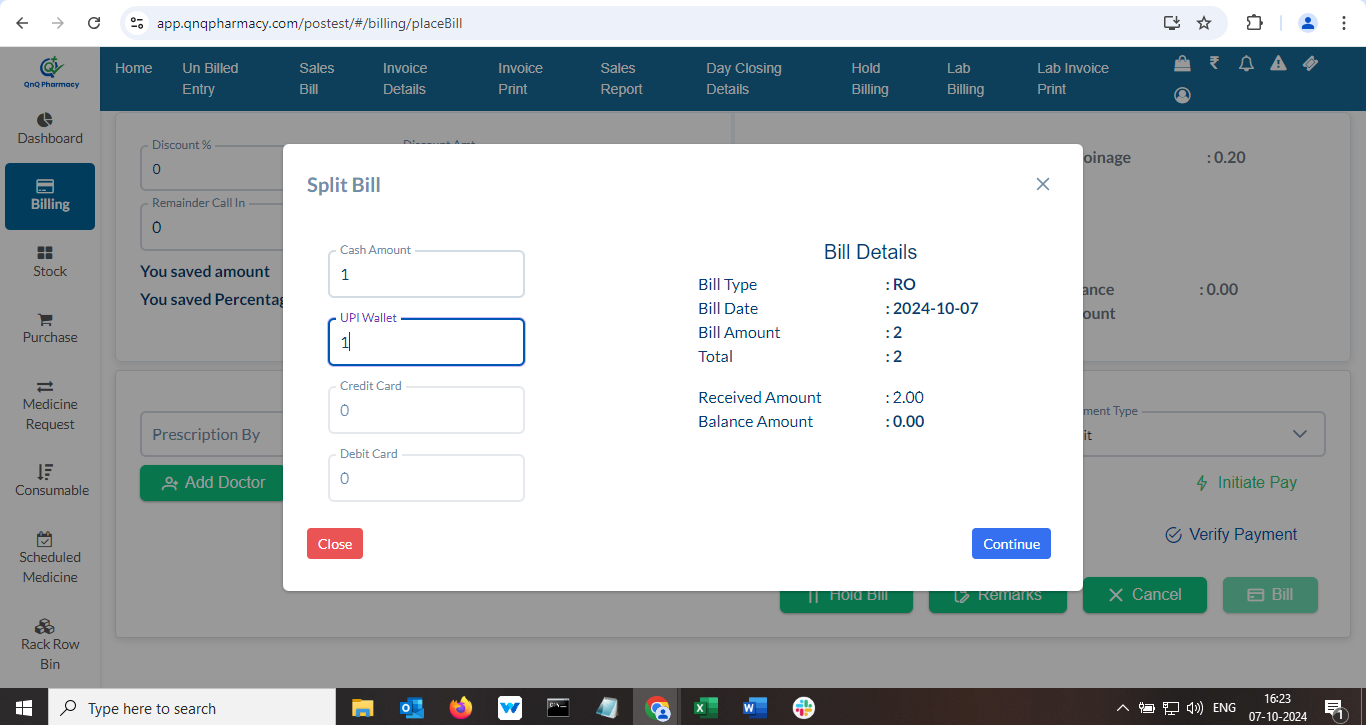 app.qnqpharmacy.com/postest/#/billing/placeBill
QnQ Pharmacy
Home
Un Billed Entry
Sales Bill
Invoice Details
Invoice Print
Sales Report
Day Closing Details
Hold Billing
Lab Billing
Lab Invoice Print
Dashboard
Billing
Stock
Purchase
Medicine Request
Consumable
Scheduled Medicine
Rack Row Bin
Discount %
0
Remainder Call In
0
You saved amount
You saved Percentag
oinage : 0.20
ance : 0.00
ount
Split Bill
Cash Amount
1
UPI Wallet
1
Credit Card
0
Debit Card
0
Bill Details
Bill Type : RO
Bill Date : 2024-10-07
Bill Amount : 2
Total : 2
Received Amount : 2.00
Balance Amount : 0.00
Close
Continue
Prescription By
Add Doctor
ment Type
it
Initiate Pay
Verify Payment
Hold Bill
Remarks
Cancel
Bill
Type here to search
ENG
16:23
07-10-2024
1